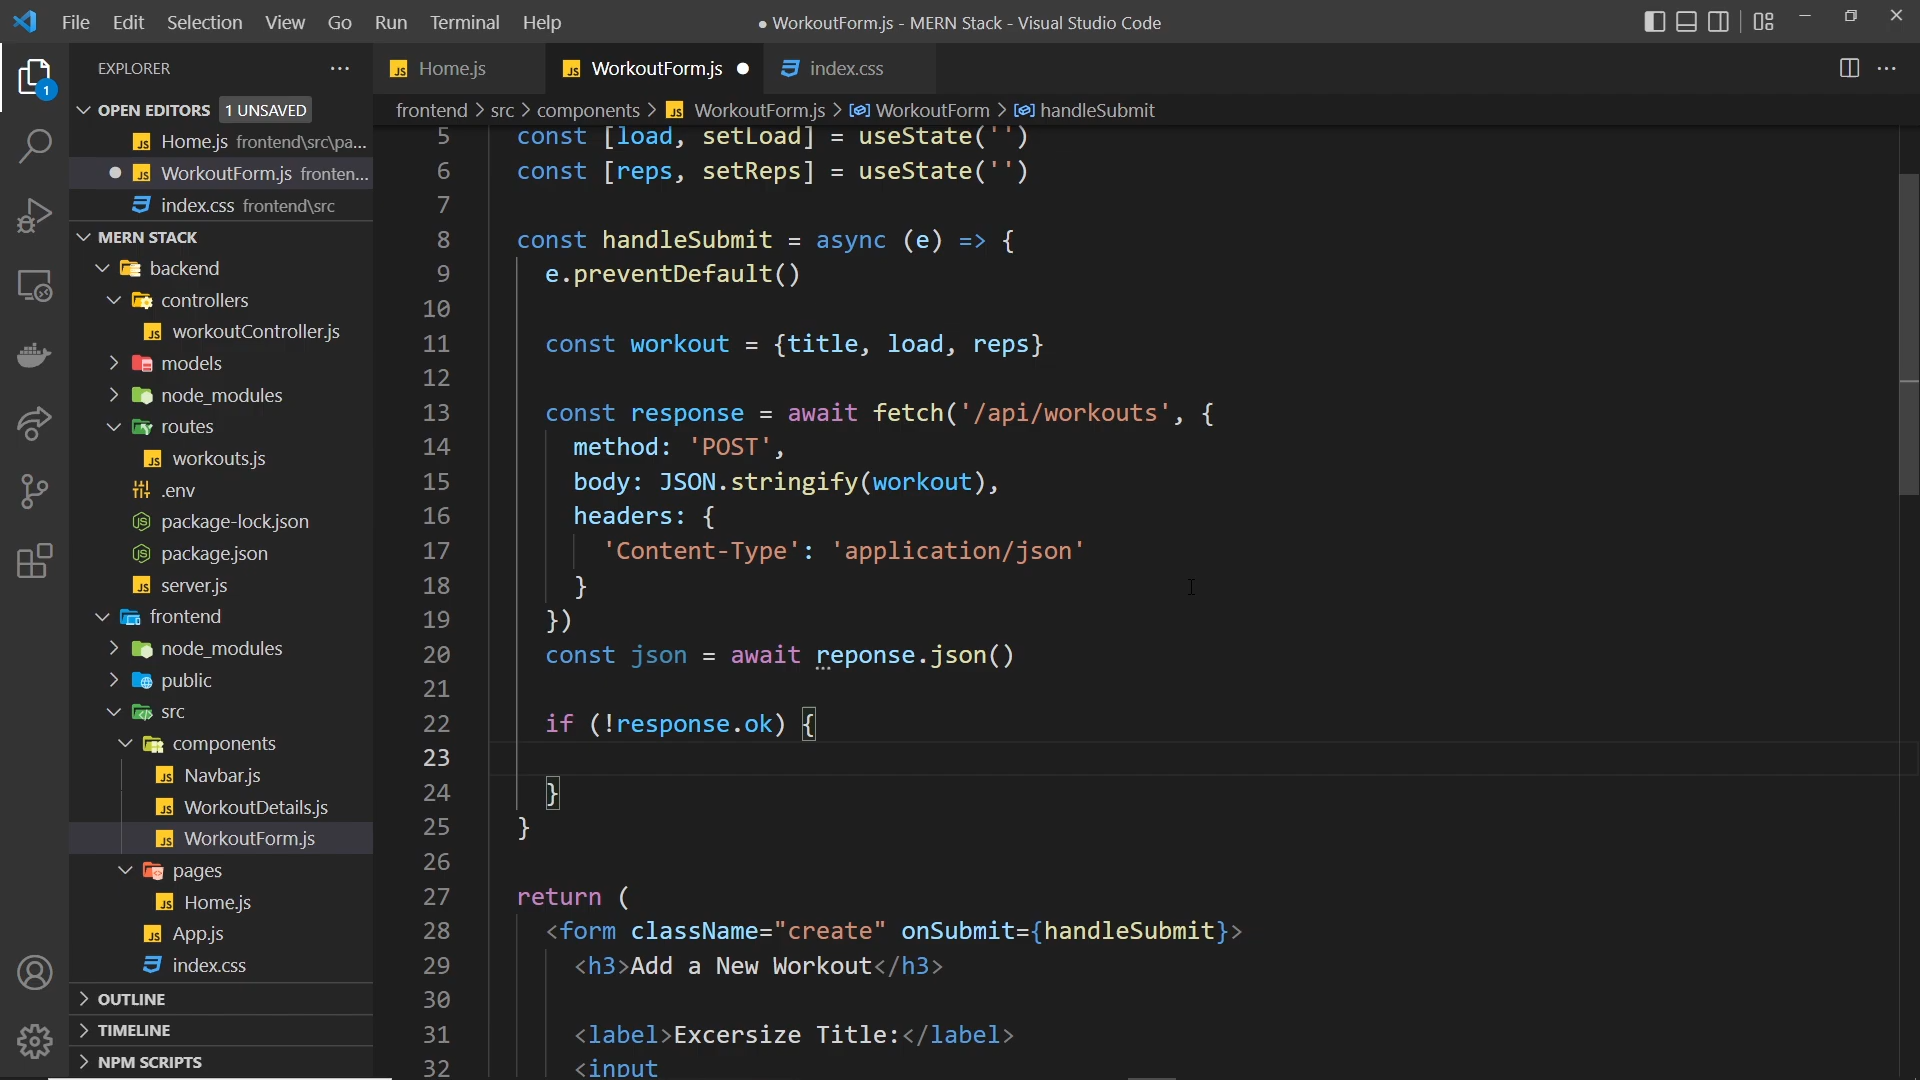 File Edit Selection View Go Run Terminal Help
● WorkoutForm.js - MERN Stack - Visual Studio Code
EXPLORER
1
OPEN EDITORS 1 UNSAVED
Home.js frontend\src\pa...
WorkoutForm.js fronten...
index.css frontend\src
MERN STACK
backend
controllers
workoutController.js
models
node_modules
routes
workouts.js
.env
package-lock.json
package.json
server.js
frontend
node_modules
public
src
components
Navbar.js
WorkoutDetails.js
WorkoutForm.js
pages
Home.js
App.js
index.css
OUTLINE
TIMELINE
NPM SCRIPTS
Home.js WorkoutForm.js index.css
frontend > src > components > WorkoutForm.js > WorkoutForm > handleSubmit
5 const [load, setLoad] = useState('')
6 const [reps, setReps] = useState('')
7
8 const handleSubmit = async (e) => {
9 e.preventDefault()
10
11 const workout = {title, load, reps}
12
13 const response = await fetch('/api/workouts', {
14 method: 'POST',
15 body: JSON.stringify(workout),
16 headers: {
17 'Content-Type': 'application/json'
18 }
19 })
20 const json = await reponse.json()
21
22 if (!response.ok) {
23
24 }
25 }
26
27 return (
28 <form className="create" onSubmit={handleSubmit}>
29 <h3>Add a New Workout</h3>
30
31 <label>Excersize Title:</label>
32 <input